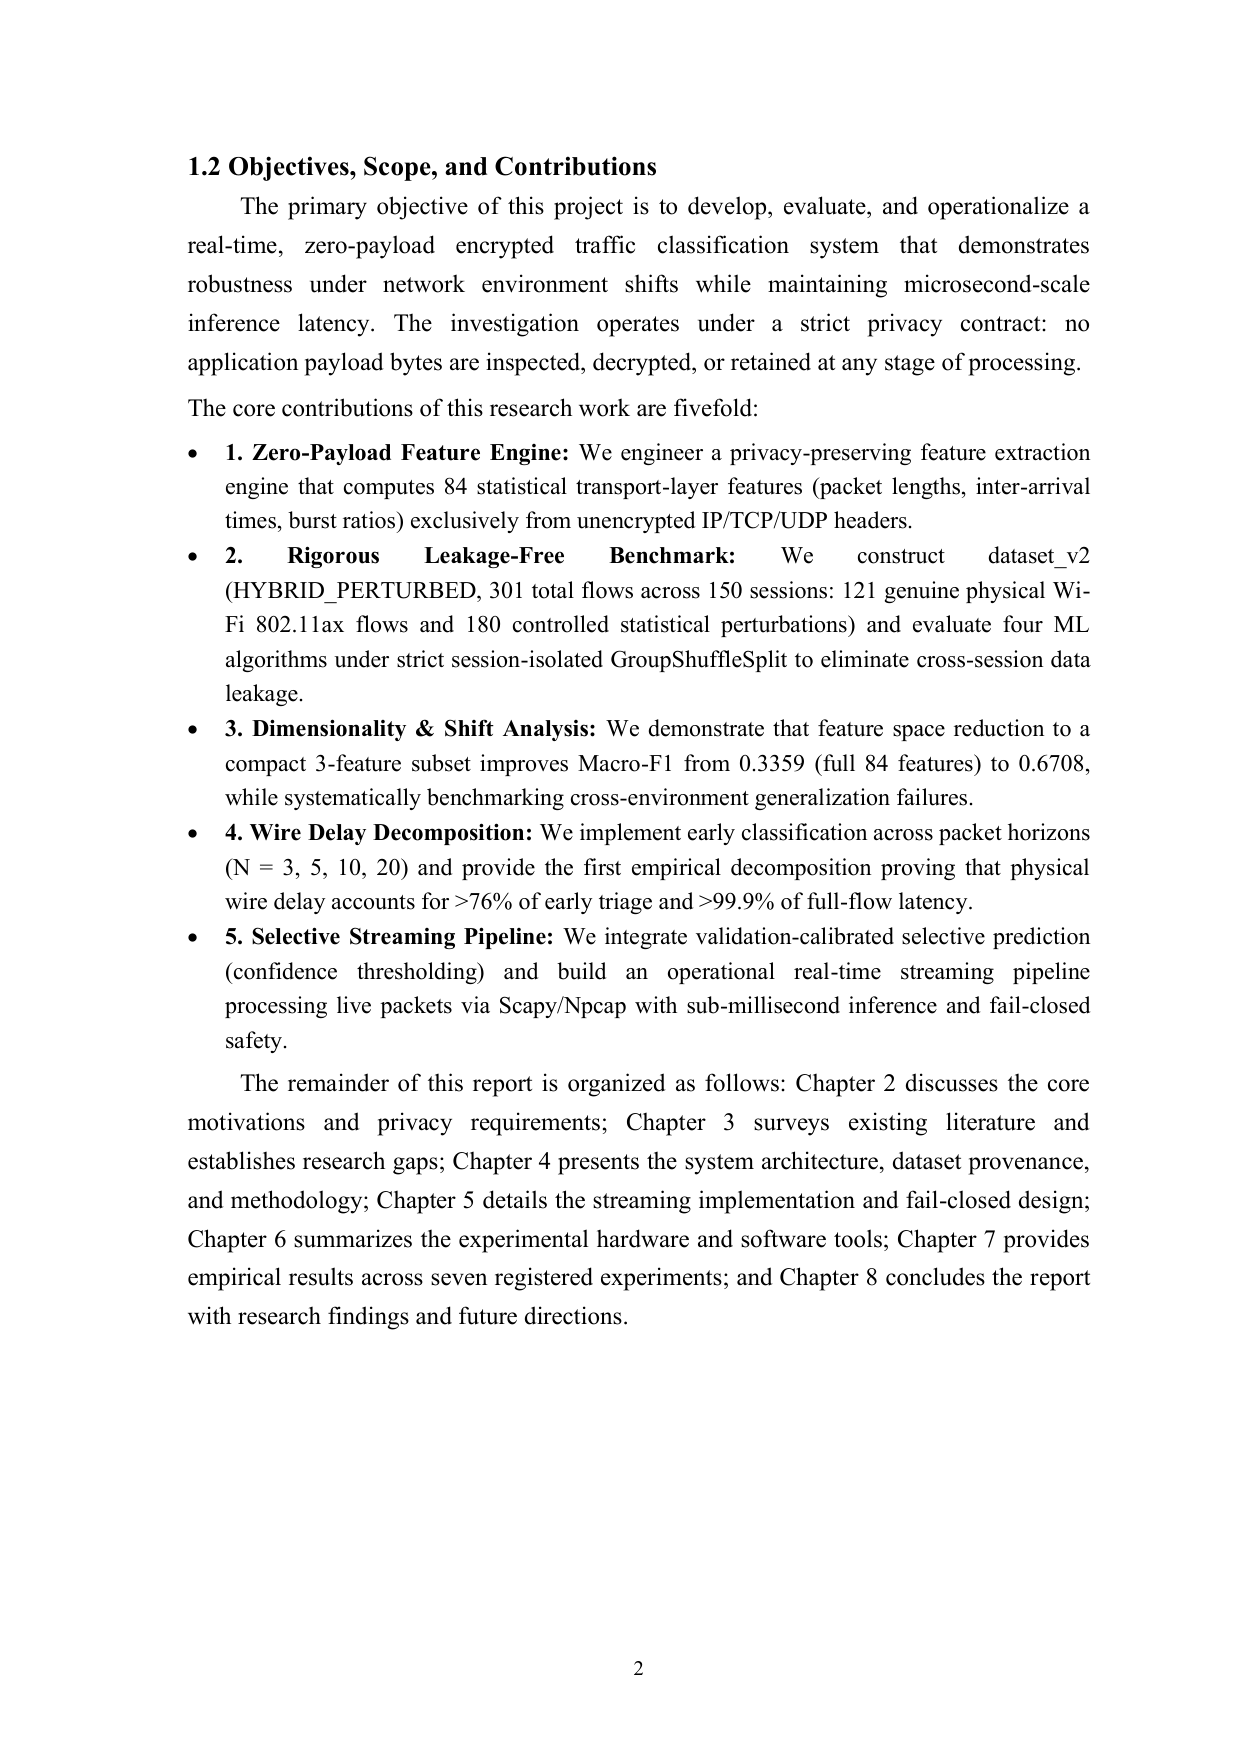 1.2 Objectives, Scope, and Contributions
The primary objective of this project is to develop, evaluate, and operationalize a
real-time, zero-payload encrypted traffic classification system that demonstrates
robustness under network environment shifts while maintaining microsecond-scale
inference latency. The investigation operates under a strict privacy contract: no
application payload bytes are inspected, decrypted, or retained at any stage of processing.
The core contributions of this research work are fivefold:
• 1. Zero-Payload Feature Engine: We engineer a privacy-preserving feature extraction
engine that computes 84 statistical transport-layer features (packet lengths, inter-arrival
times, burst ratios) exclusively from unencrypted IP/TCP/UDP headers.
• 2. Rigorous Leakage-Free Benchmark: We construct dataset_v2
(HYBRID_PERTURBED, 301 total flows across 150 sessions: 121 genuine physical Wi-
Fi 802.11ax flows and 180 controlled statistical perturbations) and evaluate four ML
algorithms under strict session-isolated GroupShuffleSplit to eliminate cross-session data
leakage.
• 3. Dimensionality & Shift Analysis: We demonstrate that feature space reduction to a
compact 3-feature subset improves Macro-F1 from 0.3359 (full 84 features) to 0.6708,
while systematically benchmarking cross-environment generalization failures.
• 4. Wire Delay Decomposition: We implement early classification across packet horizons
(N = 3, 5, 10, 20) and provide the first empirical decomposition proving that physical
wire delay accounts for >76% of early triage and >99.9% of full-flow latency.
• 5. Selective Streaming Pipeline: We integrate validation-calibrated selective prediction
(confidence thresholding) and build an operational real-time streaming pipeline
processing live packets via Scapy/Npcap with sub-millisecond inference and fail-closed
safety.
The remainder of this report is organized as follows: Chapter 2 discusses the core
motivations and privacy requirements; Chapter 3 surveys existing literature and
establishes research gaps; Chapter 4 presents the system architecture, dataset provenance,
and methodology; Chapter 5 details the streaming implementation and fail-closed design;
Chapter 6 summarizes the experimental hardware and software tools; Chapter 7 provides
empirical results across seven registered experiments; and Chapter 8 concludes the report
with research findings and future directions.
2